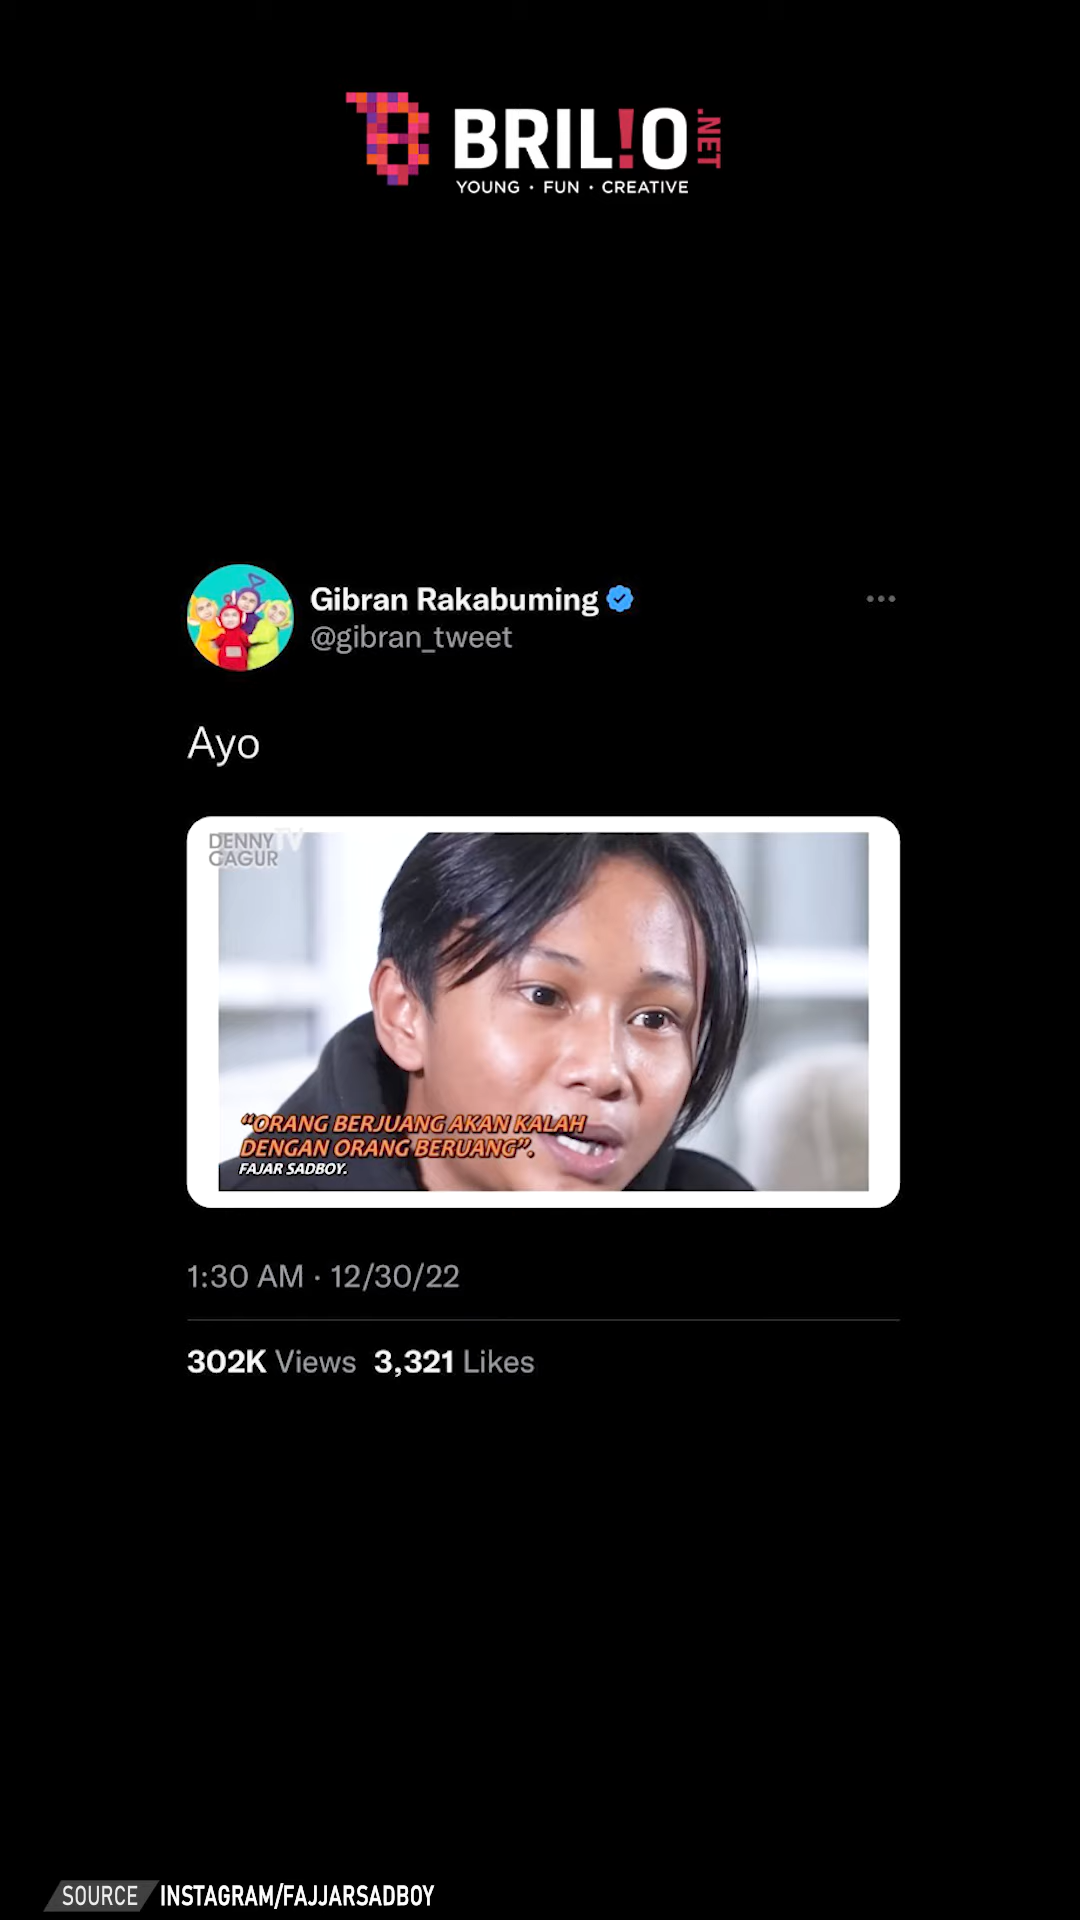 BRIL!O.NET
YOUNG · FUN · CREATIVE
Gibran Rakabuming
@gibran_tweet
Ayo
DENNY TV
CAGUR
“ORANG BERJUANG AKAN KALAH
DENGAN ORANG BERUANG”.
FAJAR SADBOY.
1:30 AM · 12/30/22
302K Views 3,321 Likes
SOURCE INSTAGRAM/FAJJARSADBOY